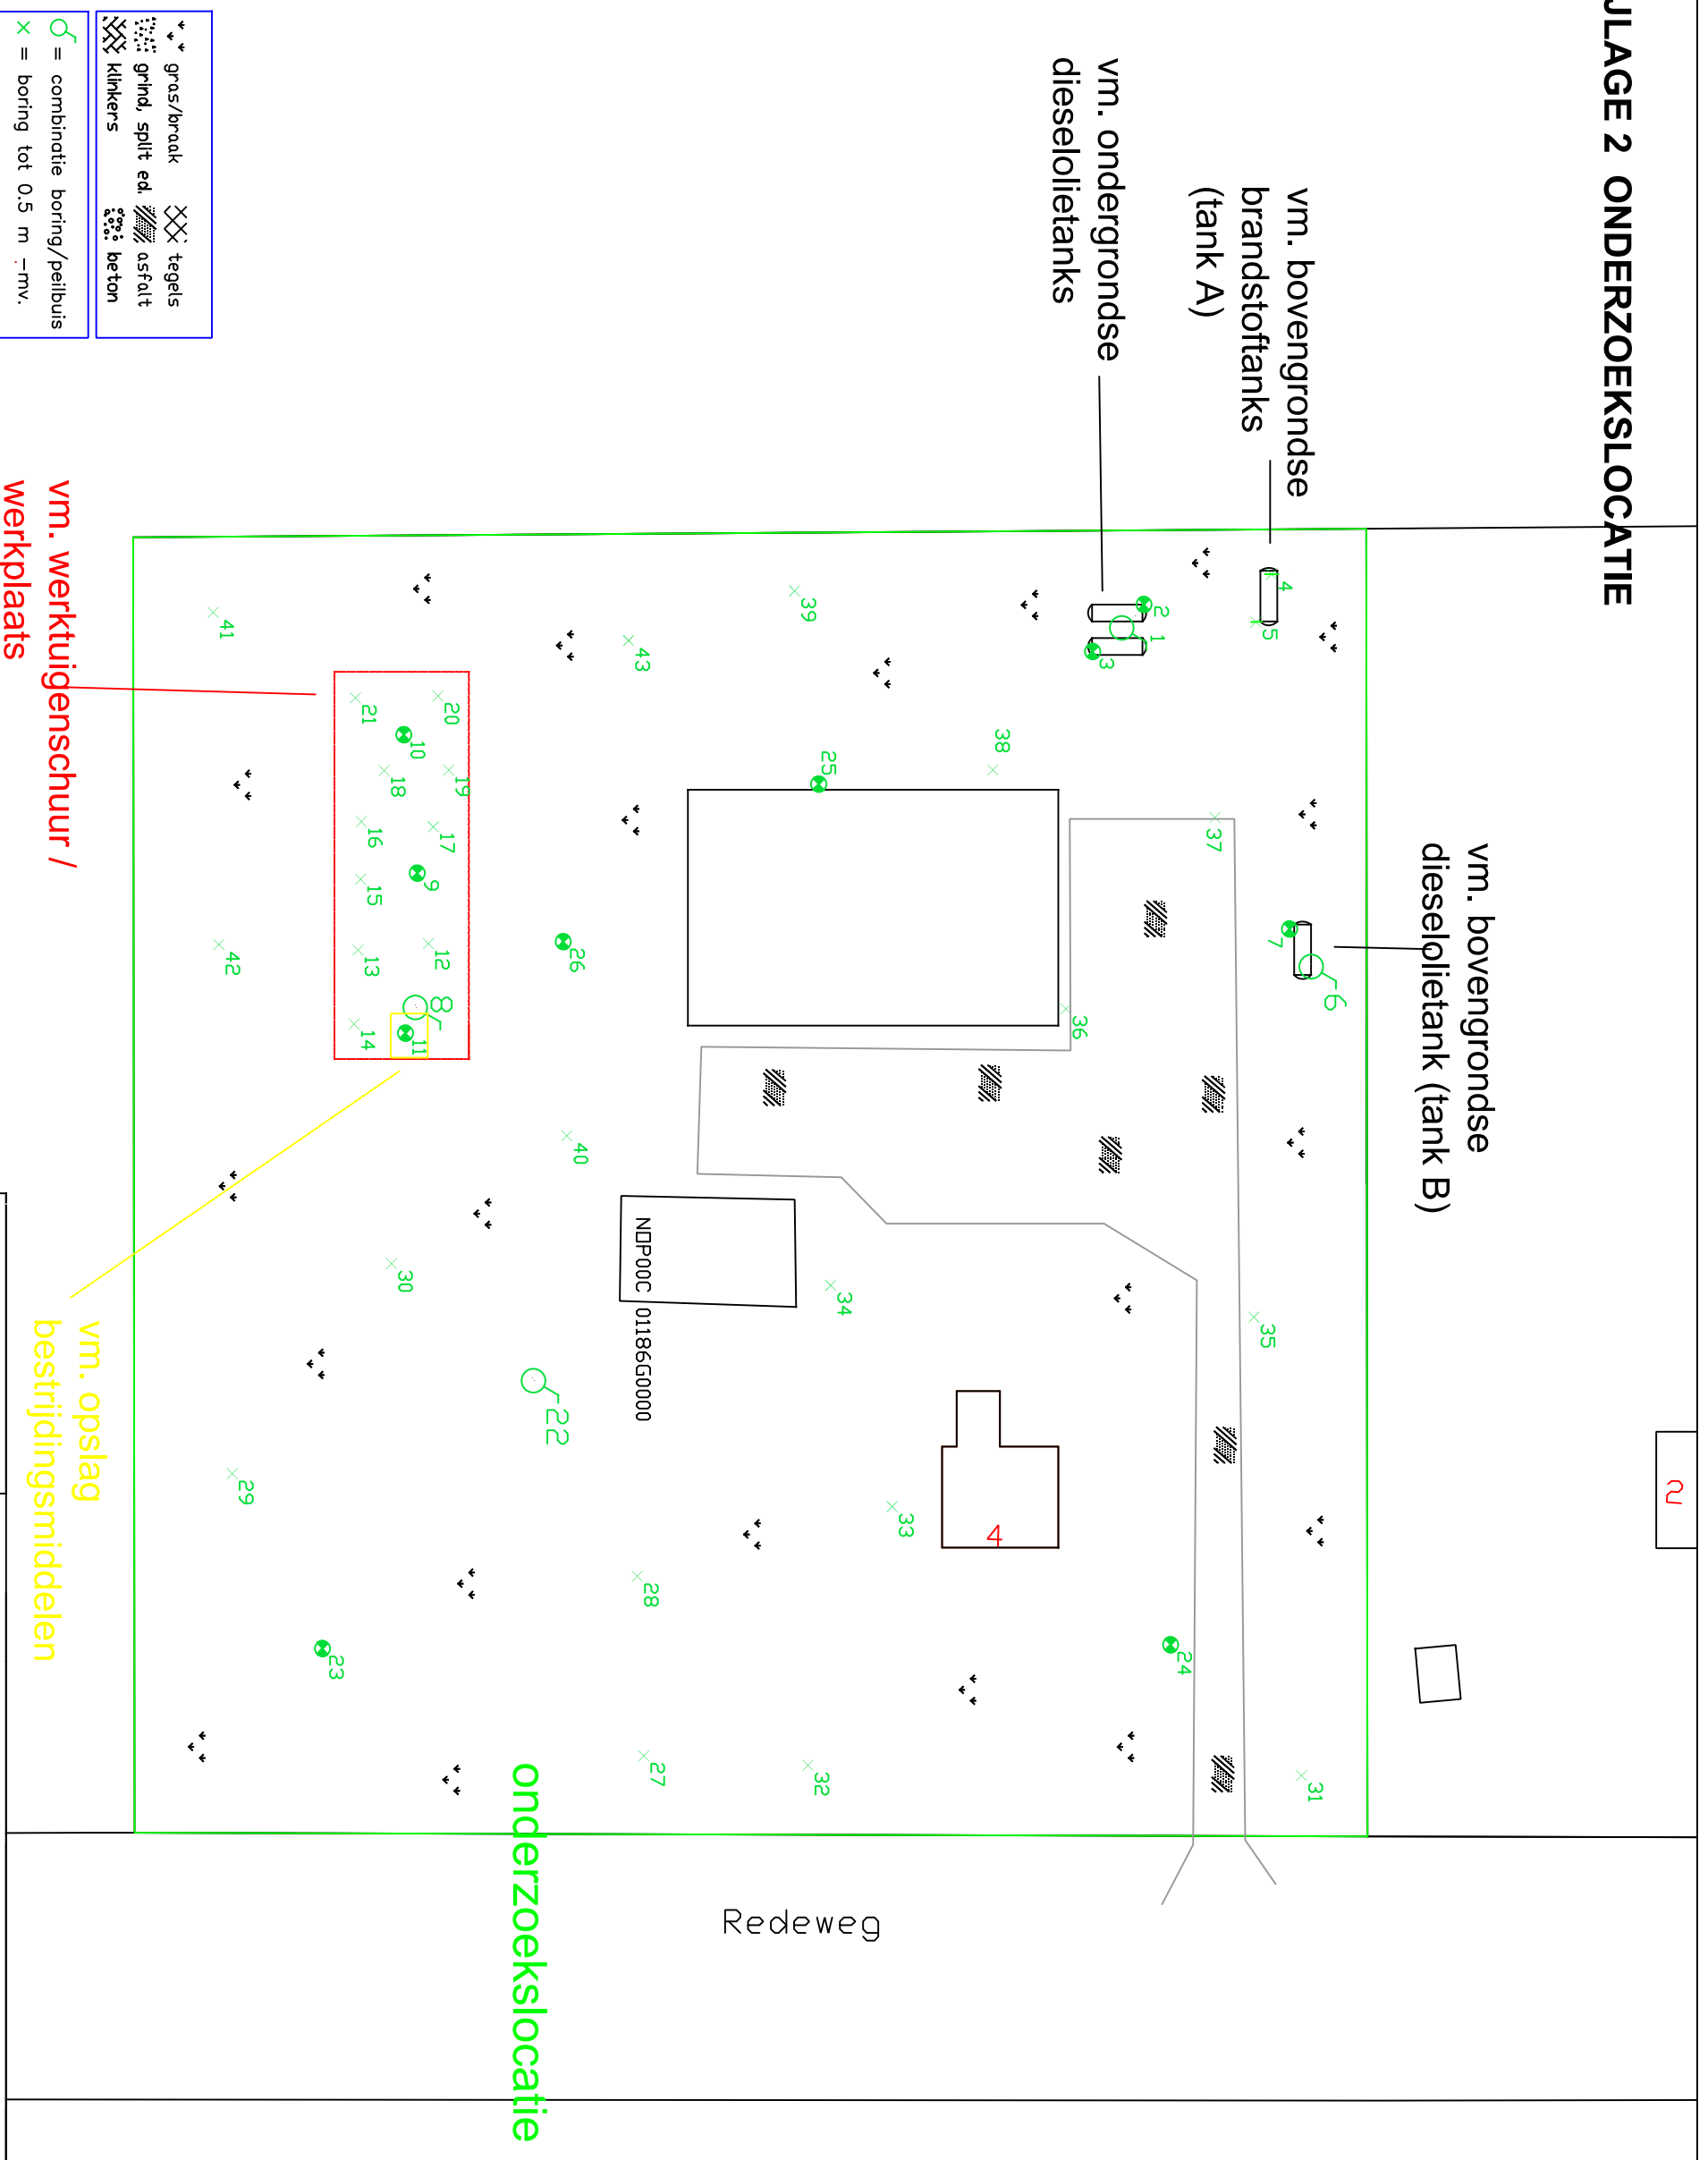 JLAGE 2 ONDERZOEKSLOCATIE
vm. bovengrondse
brandstoftanks
(tank A)
vm. ondergrondse
dieselolietanks
vm. bovengrondse
dieselolietank (tank B)
gras/braak
tegels
grind, split ed.
asfalt
klinkers
beton
= combinatie boring/peilbuis
× = boring tot 0.5 m -mv.
vm. werktuigenschuur /
werkplaats
vm. opslag
bestrijdingsmiddelen
onderzoekslocatie
Redeweg
NOP00C 01186G0000
2
4
1
2
3
4
5
6
7
8
9
10
11
12
13
14
15
16
17
18
19
20
21
22
23
24
25
26
27
28
29
30
31
32
33
34
35
36
37
38
39
40
41
42
43